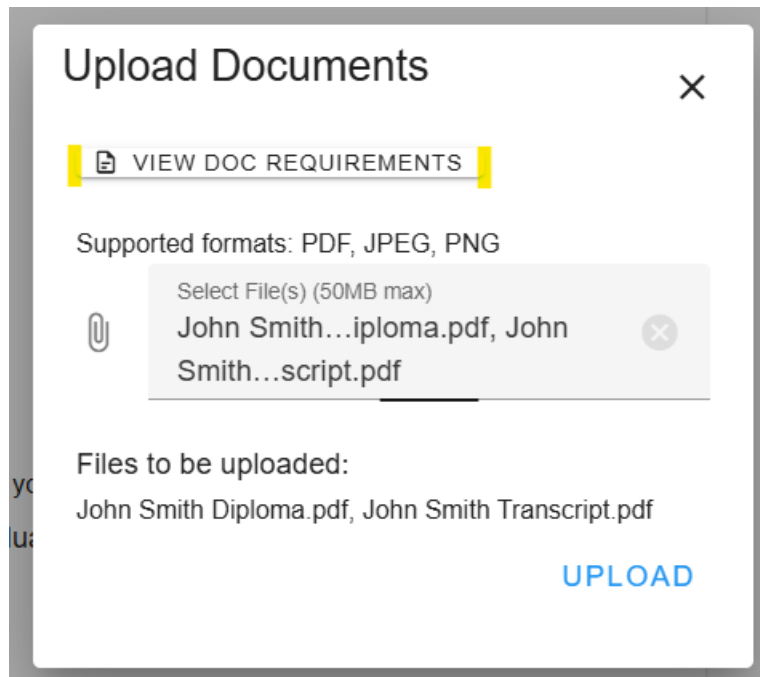 Upload Documents
VIEW DOC REQUIREMENTS
Supported formats: PDF, JPEG, PNG
Select File(s) (50MB max)
John Smith…iploma.pdf, John
Smith…script.pdf
Files to be uploaded:
John Smith Diploma.pdf, John Smith Transcript.pdf
UPLOAD